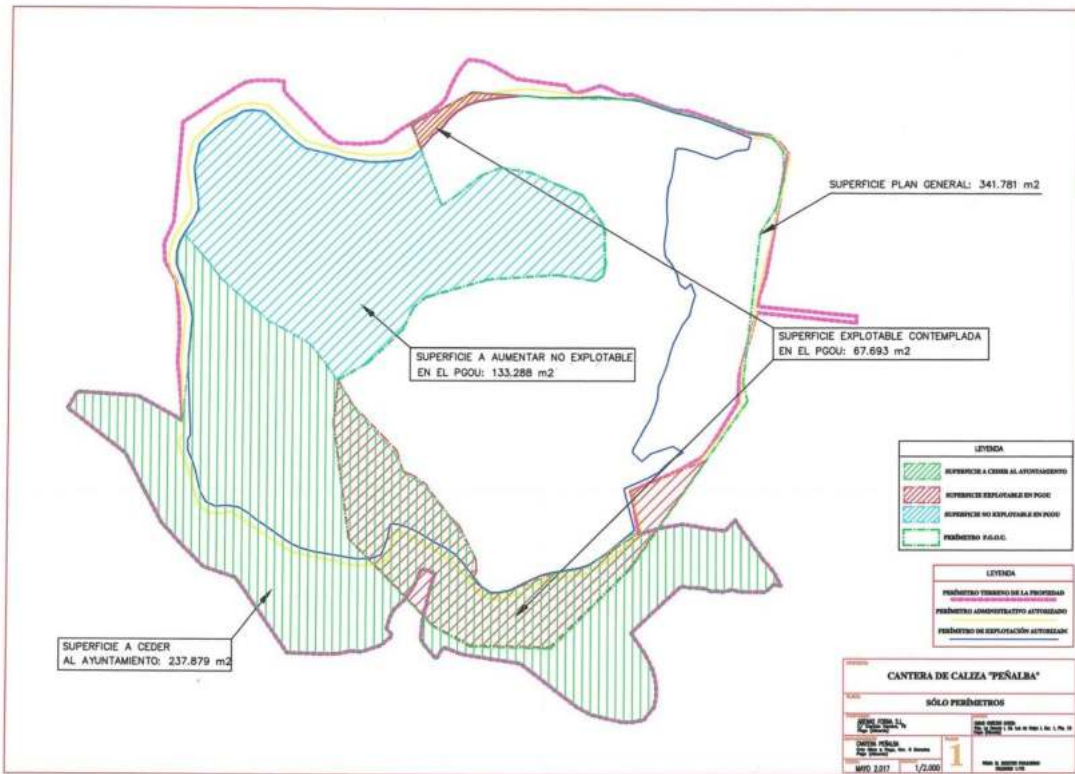 SUPERFICIE PLAN GENERAL: 341.781 m2
SUPERFICIE EXPLOTABLE CONTEMPLADA
EN EL PGOU: 67.693 m2
SUPERFICIE A AUMENTAR NO EXPLOTABLE
EN EL PGOU: 133.288 m2
SUPERFICIE A CEDER
AL AYUNTAMIENTO: 237.879 m2
LEYENDA
SUPERFICIE A CEDER AL AYUNTAMIENTO
SUPERFICIE EXPLOTABLE EN PGOU
SUPERFICIE NO EXPLOTABLE EN PGOU
PERÍMETRO P.G.O.U.
LEYENDA
PERÍMETRO TERRENO DE LA PROPIEDAD
PERÍMETRO ADMINISTRATIVO AUTORIZADO
PERÍMETRO DE EXPLOTACIÓN AUTORIZADO
CANTERA DE CALIZA "PEÑALBA"
SÓLO PERÍMETROS
CANTERA PEÑALBA
MAYO 2.017
1/2.000
1